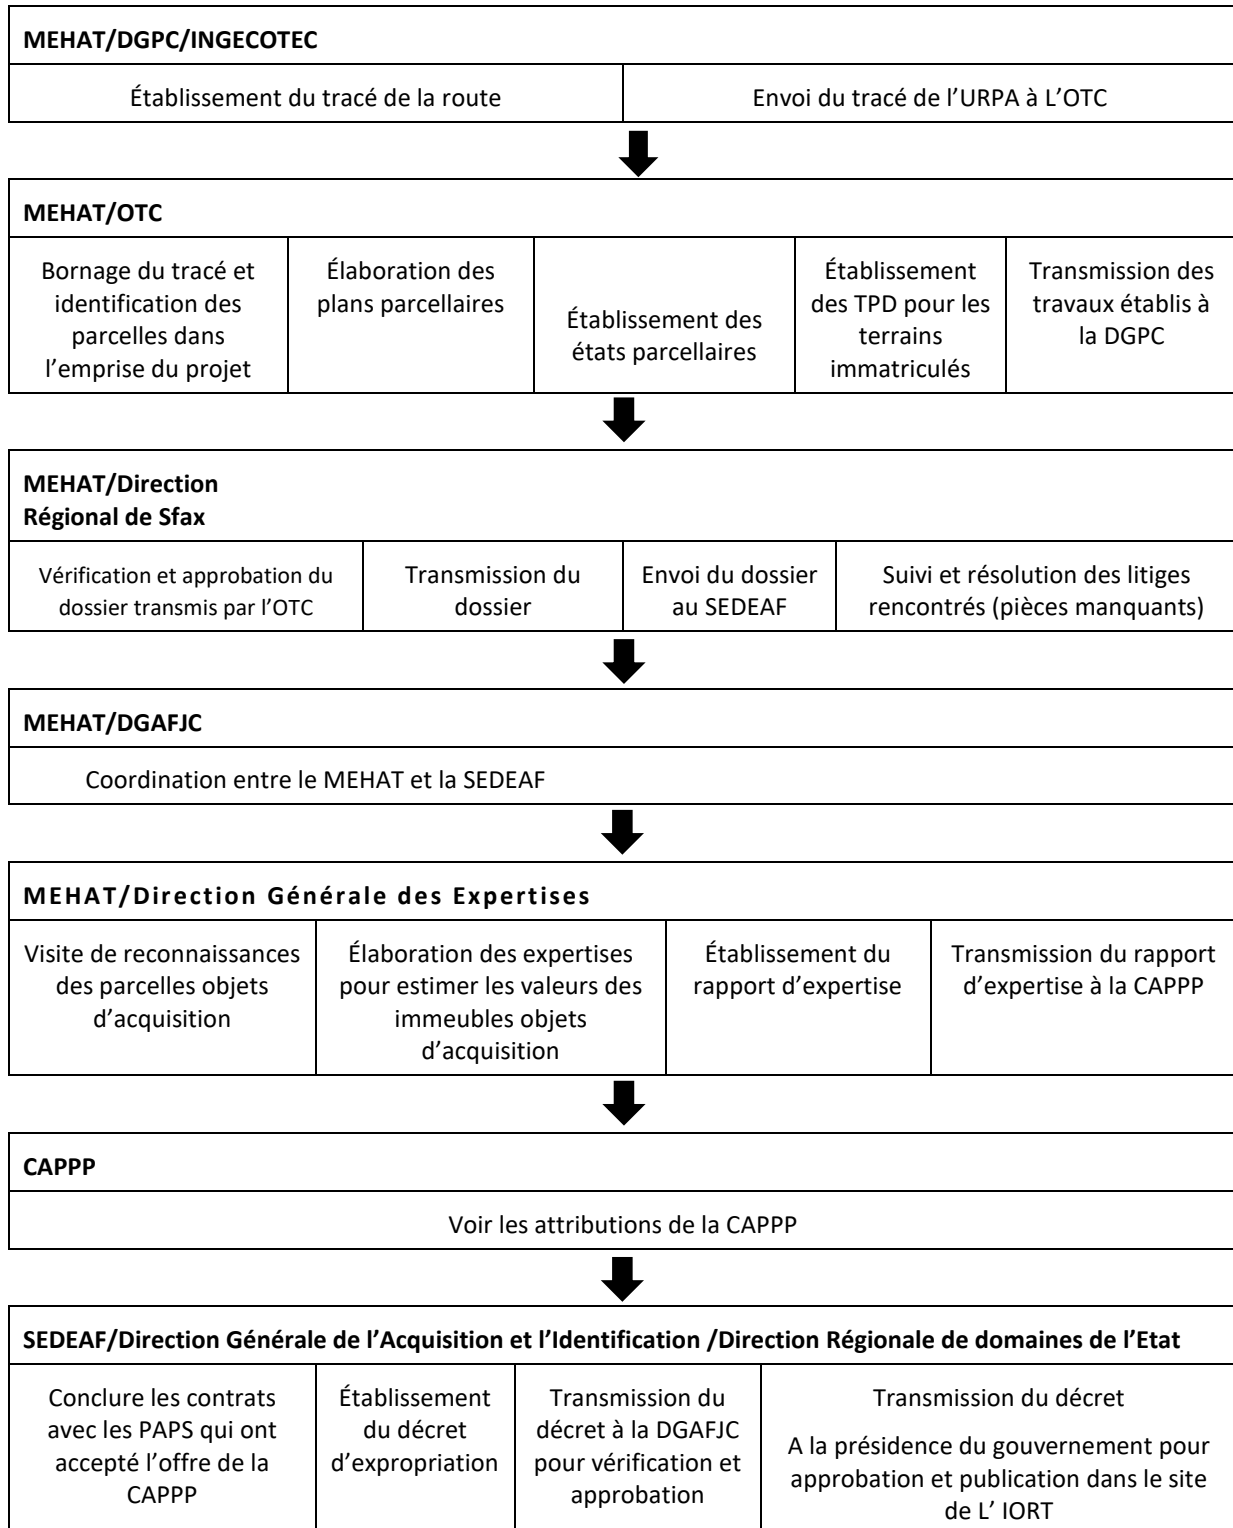 MEHAT/DGPC/INGECOTEC
Établissement du tracé de la route
Envoi du tracé de l’URPA à L’OTC
MEHAT/OTC
Bornage du tracé et
identification des
parcelles dans
l’emprise du projet
Élaboration des
plans parcellaires
Établissement des
états parcellaires
Établissement
des TPD pour les
terrains
immatriculés
Transmission des
travaux établis à
la DGPC
MEHAT/Direction
Régional de Sfax
Vérification et approbation du
dossier transmis par l’OTC
Transmission du
dossier
Envoi du dossier
au SEDEAF
Suivi et résolution des litiges
rencontrés (pièces manquants)
MEHAT/DGAFJC
Coordination entre le MEHAT et la SEDEAF
MEHAT/Direction Générale des Expertises
Visite de reconnaissances
des parcelles objets
d’acquisition
Élaboration des expertises
pour estimer les valeurs des
immeubles objets
d’acquisition
Établissement du
rapport d’expertise
Transmission du rapport
d’expertise à la CAPPP
CAPPP
Voir les attributions de la CAPPP
SEDEAF/Direction Générale de l’Acquisition et l’Identification /Direction Régionale de domaines de l’Etat
Conclure les contrats
avec les PAPS qui ont
accepté l’offre de la
CAPPP
Établissement
du décret
d’expropriation
Transmission du
décret à la DGAFJC
pour vérification et
approbation
Transmission du décret
A la présidence du gouvernement pour
approbation et publication dans le site
de L’ IORT